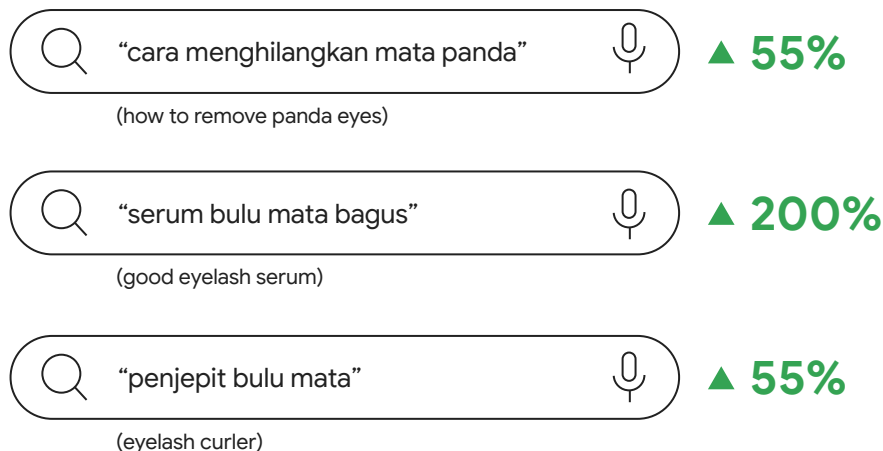 “cara menghilangkan mata panda” ▲ 55%
(how to remove panda eyes)
“serum bulu mata bagus” ▲ 200%
(good eyelash serum)
“penjepit bulu mata” ▲ 55%
(eyelash curler)